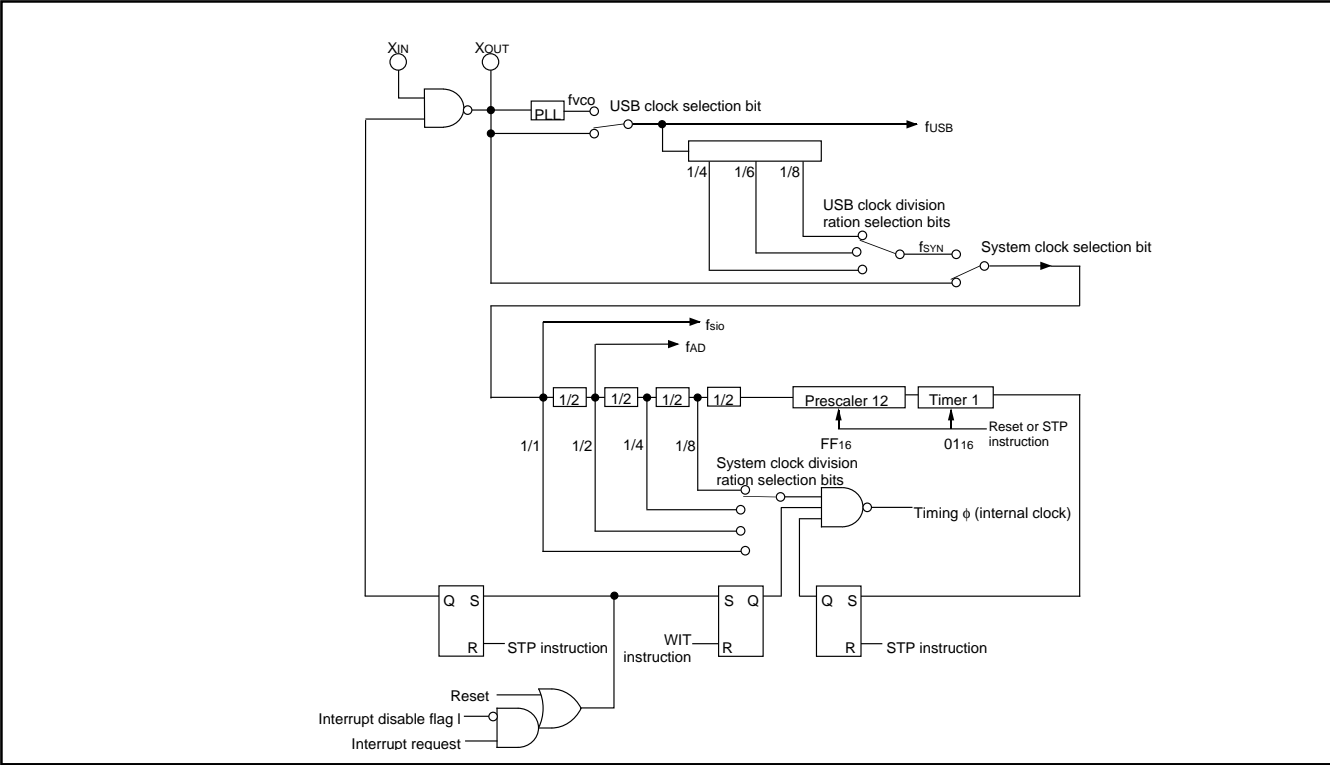 XIN
XOUT
PLL
fVCO
USB clock selection bit
fUSB
1/4
1/6
1/8
USB clock division
ration selection bits
fSYN
System clock selection bit
fsio
fAD
1/2
1/2
1/2
1/2
Prescaler 12
Timer 1
Reset or STP
instruction
FF16
0116
1/1
1/2
1/4
1/8
System clock division
ration selection bits
Timing ϕ (internal clock)
Q S
R
STP instruction
S Q
R
WIT
instruction
Q S
R
STP instruction
Reset
Interrupt disable flag I
Interrupt request